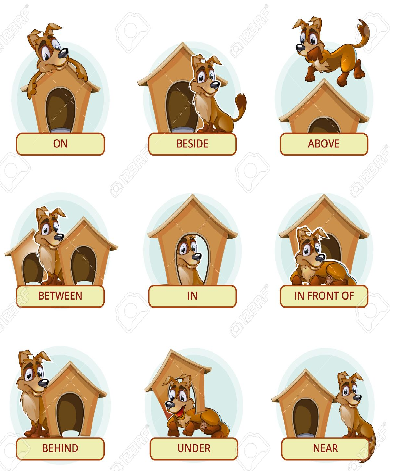 ON
BESIDE
ABOVE
BETWEEN
IN
IN FRONT OF
BEHIND
UNDER
NEAR